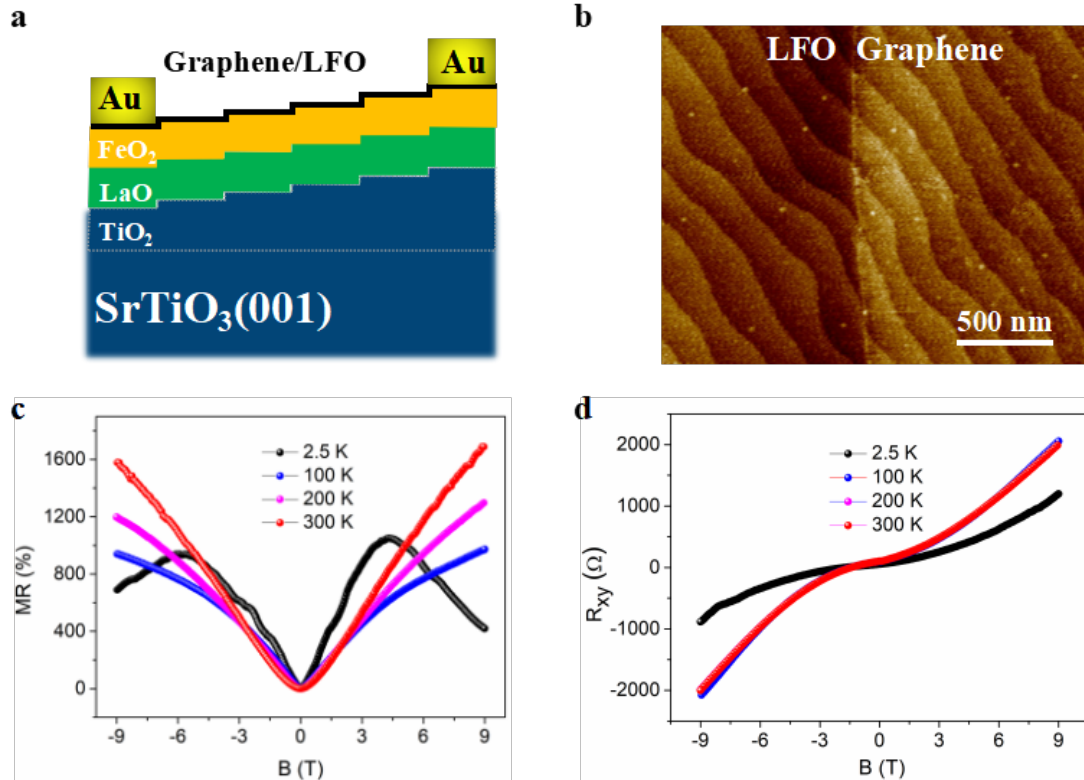 a
Graphene/LFO
Au
Au
FeO₂
LaO
TiO₂
SrTiO₃(001)
b
LFO Graphene
500 nm
c
MR (%)
1600
1200
800
400
0
2.5 K
100 K
200 K
300 K
-9 -6 -3 0 3 6 9
B (T)
d
Rxy (Ω)
2000
1000
0
-1000
-2000
2.5 K
100 K
200 K
300 K
-9 -6 -3 0 3 6 9
B (T)